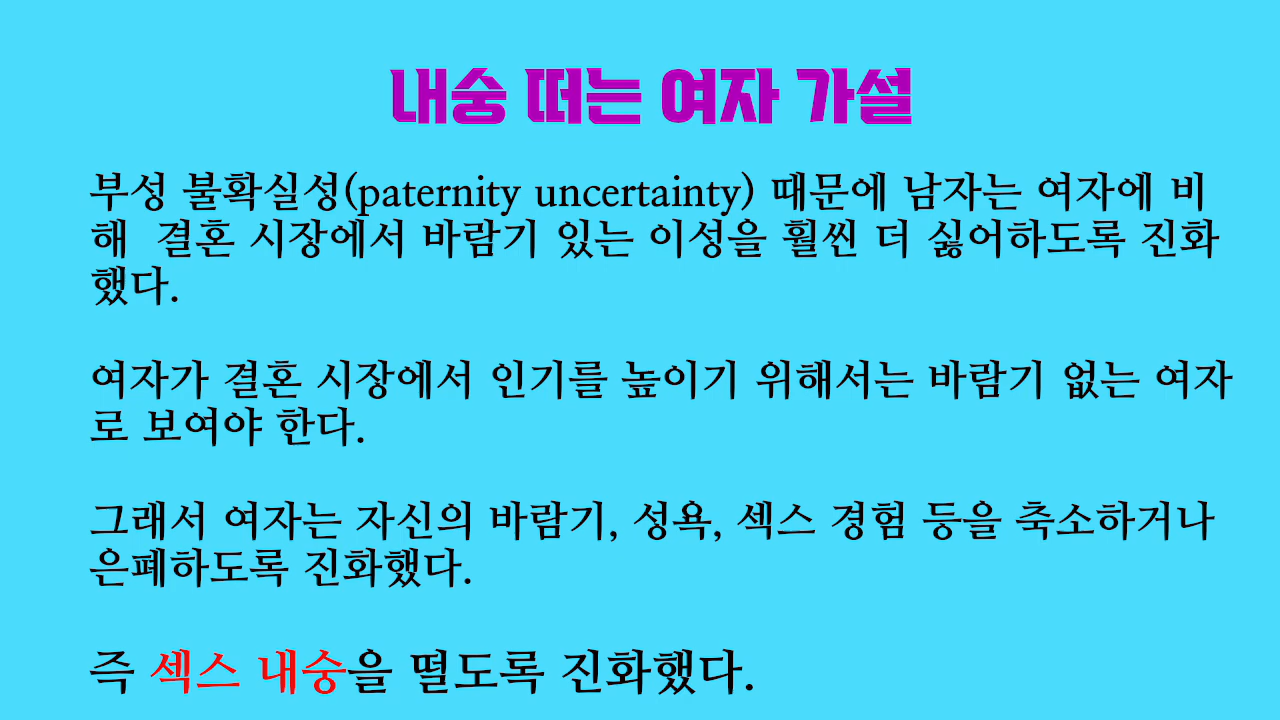 내숭 떠는 여자 가설
부성 불확실성(paternity uncertainty) 때문에 남자는 여자에 비
해 결혼 시장에서 바람기 있는 이성을 훨씬 더 싫어하도록 진화
했다.
여자가 결혼 시장에서 인기를 높이기 위해서는 바람기 없는 여자
로 보여야 한다.
그래서 여자는 자신의 바람기, 성욕, 섹스 경험 등을 축소하거나
은폐하도록 진화했다.
즉 섹스 내숭을 떨도록 진화했다.